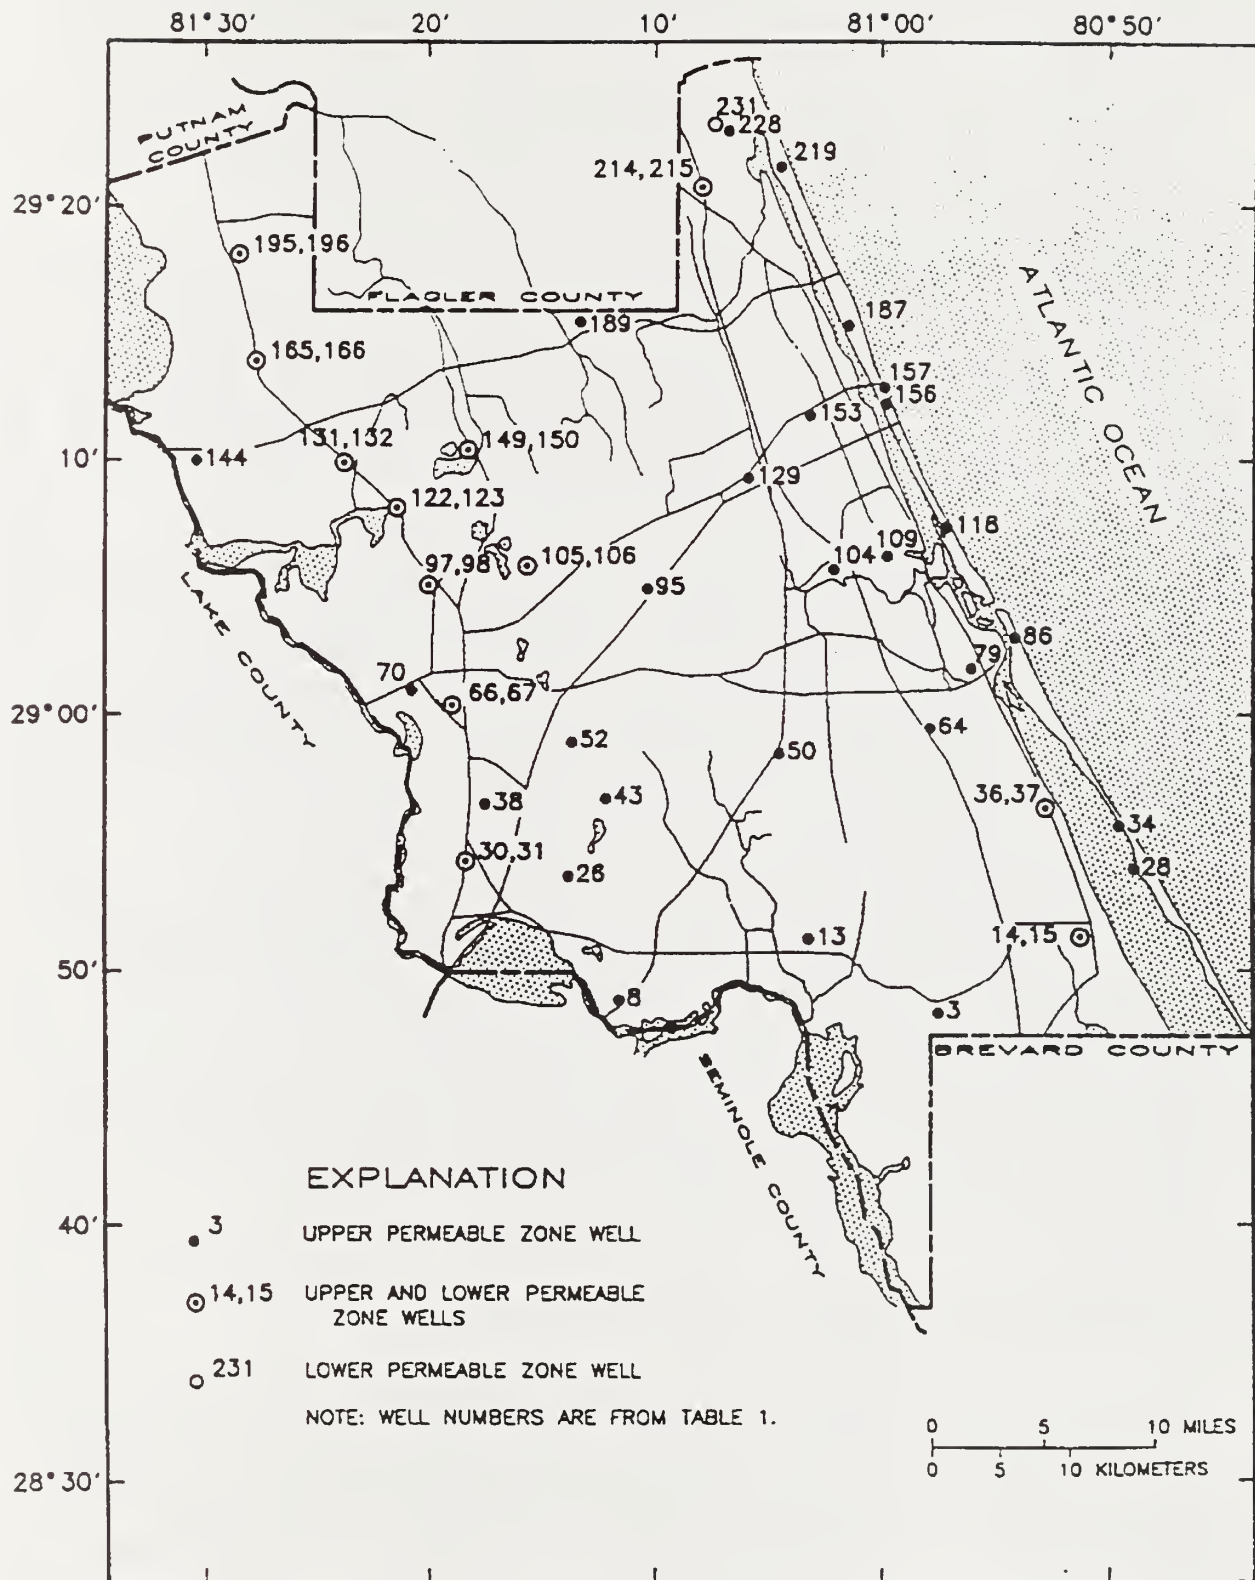 81°30' 20' 10' 81°00' 80°50'
PUTNAM
COUNTY
231
228
219
214,215
29°20'
195,196
FLAGLER COUNTY
189
187
ATLANTIC OCEAN
165,166
157
156
153
131,132
149,150
10'
144
129
122,123
118
109
105,106
104
97,98
95
LAKE COUNTY
86
79
70
66,67
29°00'
64
52
50
38
43
36,37
34
30,31
28
26
13
14,15
50'
8
3
BREVARD COUNTY
SEMINOLE COUNTY
EXPLANATION
3 UPPER PERMEABLE ZONE WELL
40'
14,15 UPPER AND LOWER PERMEABLE
ZONE WELLS
231 LOWER PERMEABLE ZONE WELL
NOTE: WELL NUMBERS ARE FROM TABLE 1.
0 5 10 MILES
0 5 10 KILOMETERS
28°30'